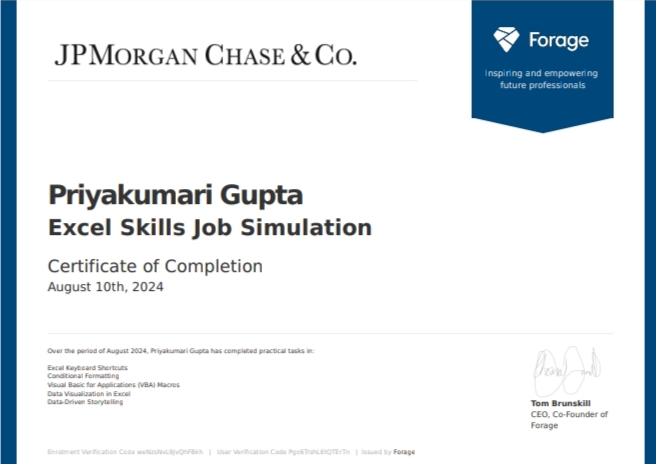 JPMORGAN CHASE & CO.
Forage
Inspiring and empowering
future professionals
Priyakumari Gupta
Excel Skills Job Simulation
Certificate of Completion
August 10th, 2024
Over the period of August 2024, Priyakumari Gupta has completed practical tasks in:
Excel Keyboard Shortcuts
Conditional Formatting
Visual Basic for Applications (VBA) Macros
Data Visualization in Excel
Data-Driven Storytelling
Tom Brunskill
CEO, Co-Founder of
Forage
Enrolment Verification Code | User Verification Code | Issued by Forage